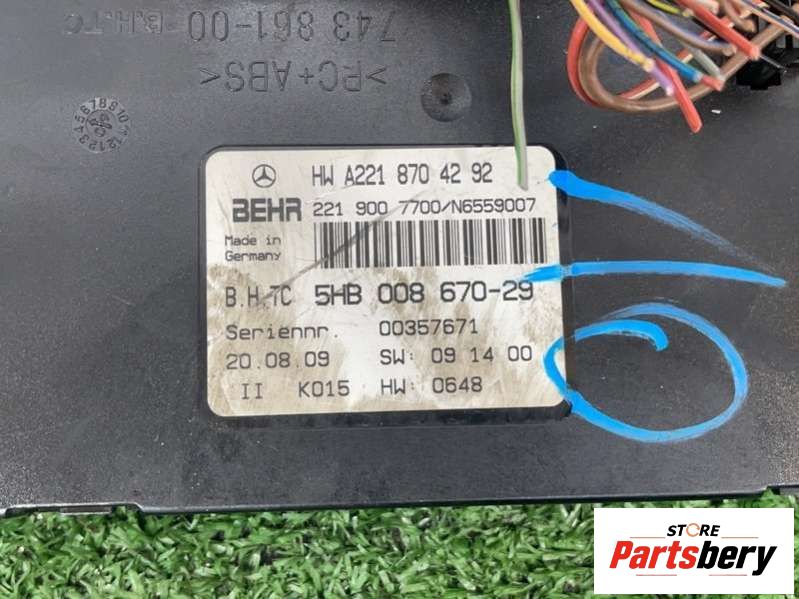 743 861-00 B.H.TC
>PC+ABS<
HW A221 870 42 92
BEHR 221 900 7700/N6559007
Made in
Germany
B.H.TC 5HB 008 670-29
Seriennr. 00357671
20.08.09 SW: 09 14 00
II K015 HW: 0648
STORE
Partsbery